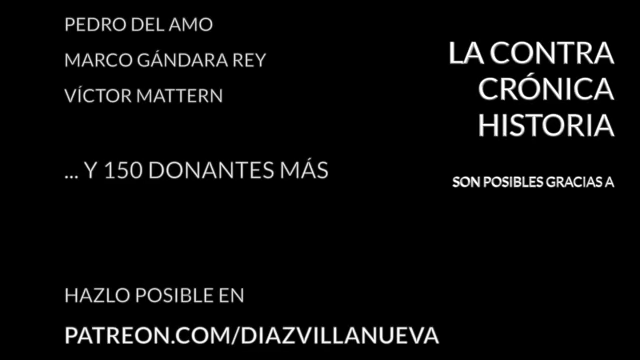 PEDRO DEL AMO
MARCO GÁNDARA REY
VÍCTOR MATTERN
... Y 150 DONANTES MÁS
HAZLO POSIBLE EN
PATREON.COM/DIAZVILLANUEVA
LA CONTRA
CRÓNICA
HISTORIA
SON POSIBLES GRACIAS A